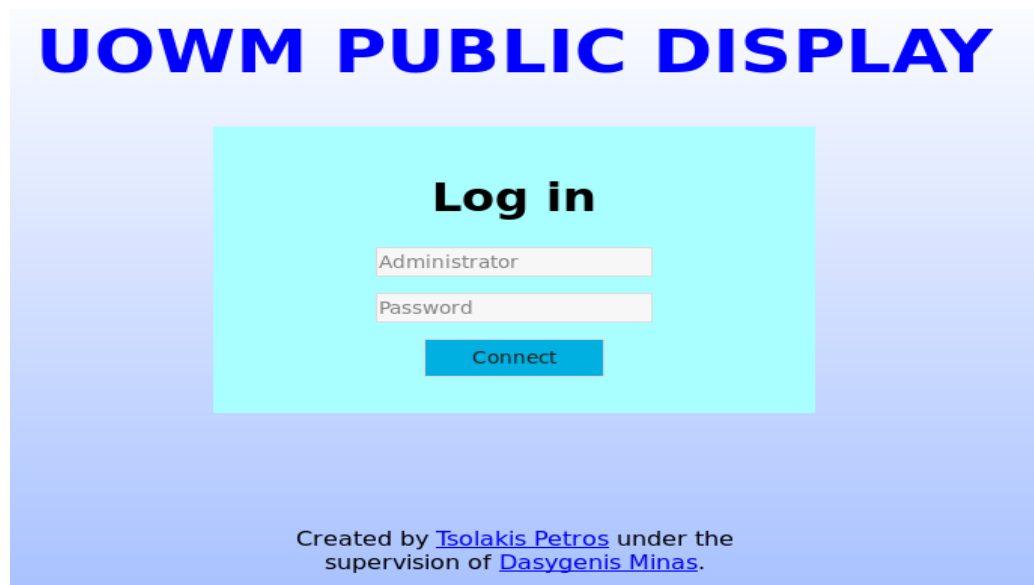 UOWM PUBLIC DISPLAY
Log in
Administrator
Password
Connect
Created by Tsolakis Petros under the
supervision of Dasygenis Minas.